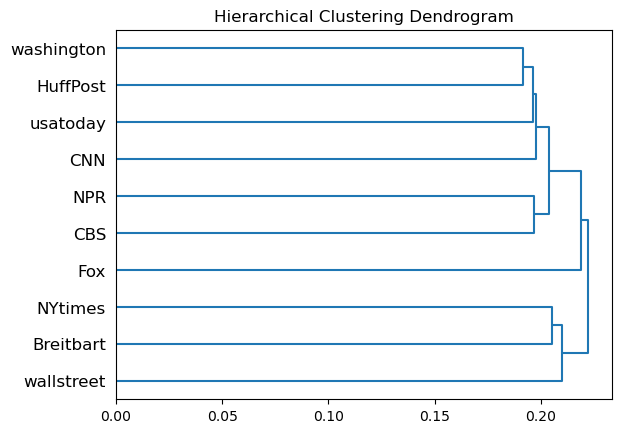 Hierarchical Clustering Dendrogram
washington
HuffPost
usatoday
CNN
NPR
CBS
Fox
NYtimes
Breitbart
wallstreet
0.00 0.05 0.10 0.15 0.20